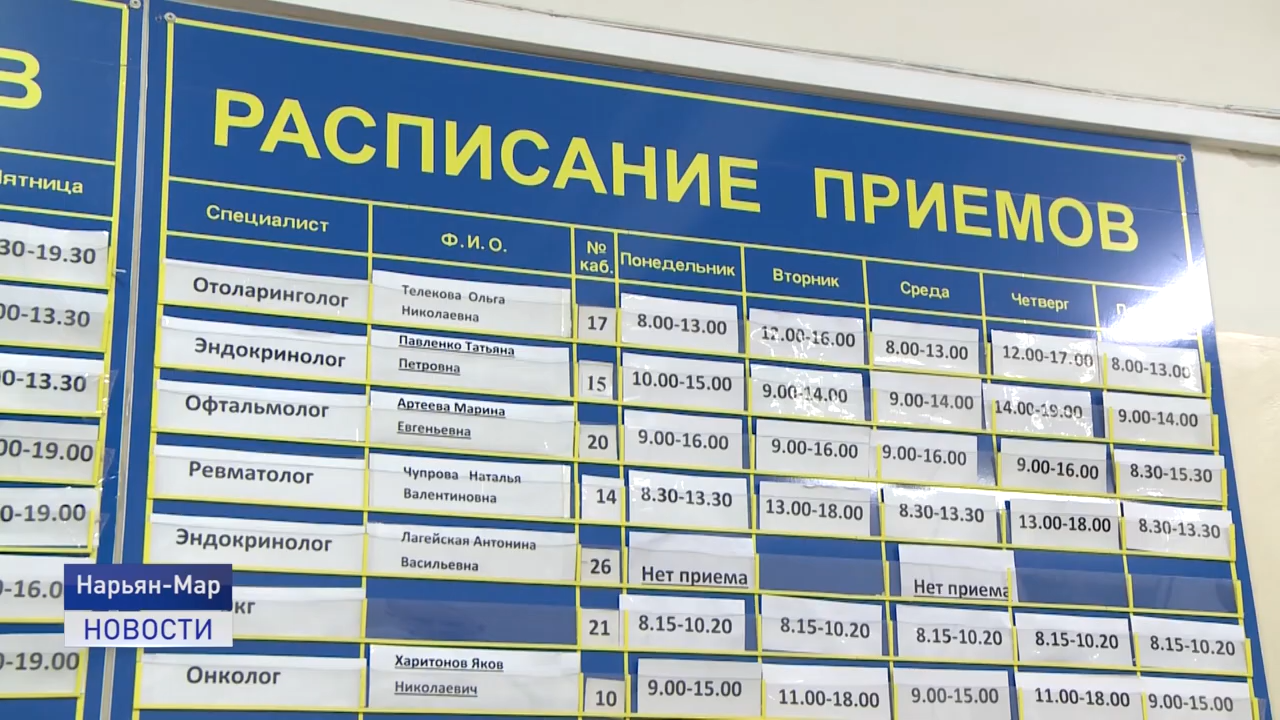 В
Пятница
30-19.30
00-13.30
0-13.30
00-19.00
0-19.00
-16.00
-19.00
РАСПИСАНИЕ ПРИЕМОВ
Специалист Ф.И.О. № каб. Понедельник Вторник Среда Четверг
Отоларинголог Телекова Ольга Николаевна 17 8.00-13.00 12.00-16.00 8.00-13.00 12.00-17.00 8.00-13.00
Эндокринолог Павленко Татьяна Петровна 15 10.00-15.00 9.00-14.00 9.00-14.00 14.00-19.00 9.00-14.00
Офтальмолог Артеева Марина Евгеньевна 20 9.00-16.00 9.00-16.00 9.00-16.00 9.00-16.00 8.30-15.30
Ревматолог Чупрова Наталья Валентиновна 14 8.30-13.30 13.00-18.00 8.30-13.30 13.00-18.00 8.30-13.30
Эндокринолог Лагейская Антонина Васильевна 26 Нет приема Нет приема
кг 21 8.15-10.20 8.15-10.20 8.15-10.20 8.15-10.20 8.15-10.20
Онколог Харитонов Яков Николаевич 10 9.00-15.00 11.00-18.00 9.00-15.00 11.00-18.00 9.00-15.00
Нарьян-Мар
НОВОСТИ